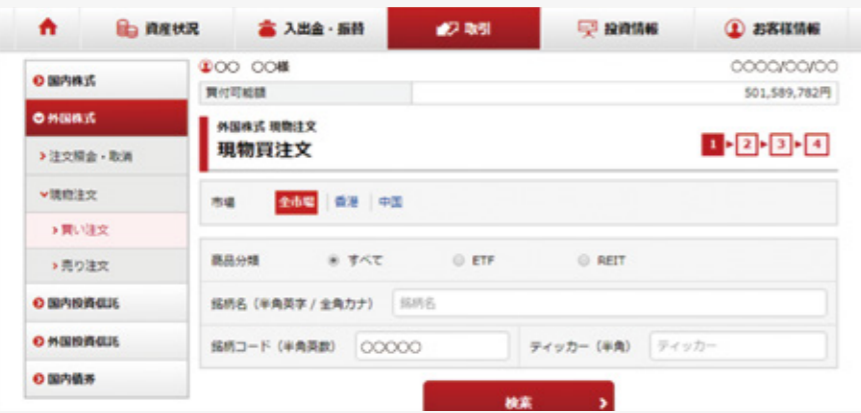 資産状況 入出金・振替 取引 投資情報 お客様情報
国内株式
外国株式
注文照会・取消
現物注文
買い注文
売り注文
国内投資信託
外国投資信託
国内債券
○○ ○○様 ○○○○/○○/○○
買付可能額 501,589,782円
外国株式 現物注文
現物買注文 1 2 3 4
市場 全市場 香港 中国
商品分類 すべて ETF REIT
銘柄名（半角英字 / 全角カナ） 銘柄名
銘柄コード（半角英数） ○○○○○ ティッカー（半角） ティッカー
検索